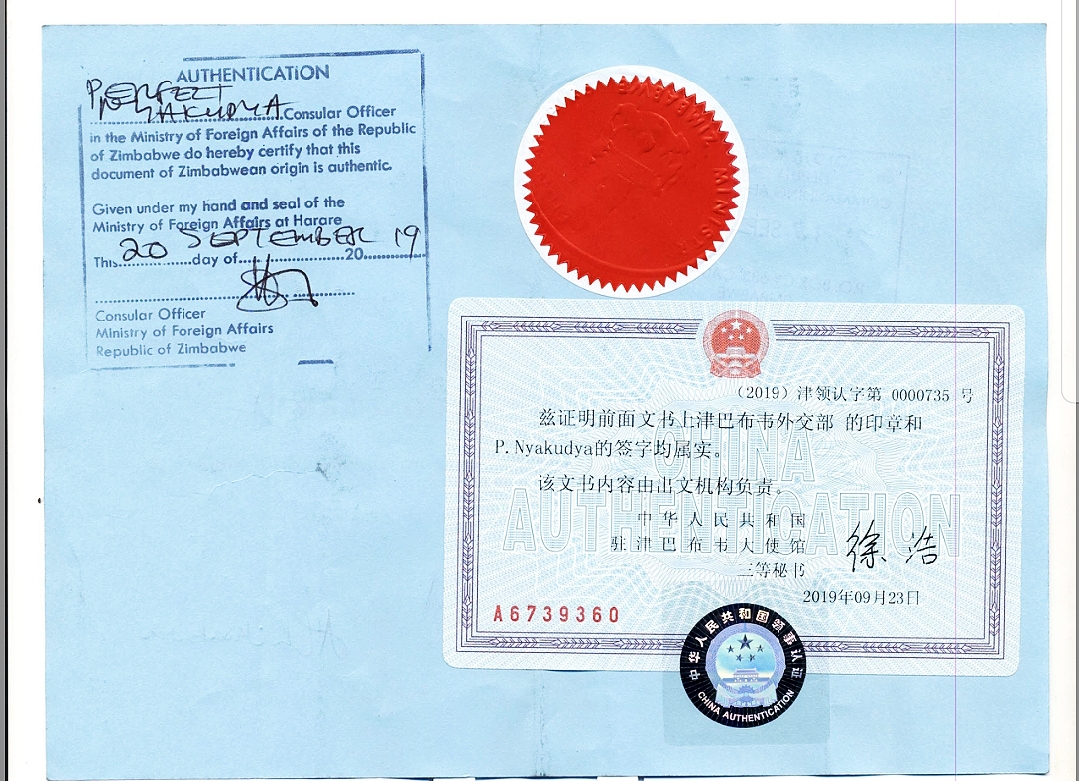 AUTHENTICATION
PERFECT
NYAKUDYA Consular Officer
in the Ministry of Foreign Affairs of the Republic
of Zimbabwe do hereby certify that this
document of Zimbabwean origin is authentic.
Given under my hand and seal of the
Ministry of Foreign Affairs at Harare
This 20 day of SEPTEMBER 20 19
Consular Officer
Ministry of Foreign Affairs
Republic of Zimbabwe
ZIMBABWE
（2019）津领认字第 0000735 号
兹证明前面文书上津巴布韦外交部 的印章和
P.Nyakudya的签字均属实。
该文书内容由出文机构负责。
CHINA
AUTHENTICATION
中华人民共和国
驻津巴布韦大使馆
三等秘书
徐浩
2019年09月23日
A6739360
中华人民共和国领事认证
CHINA AUTHENTICATION